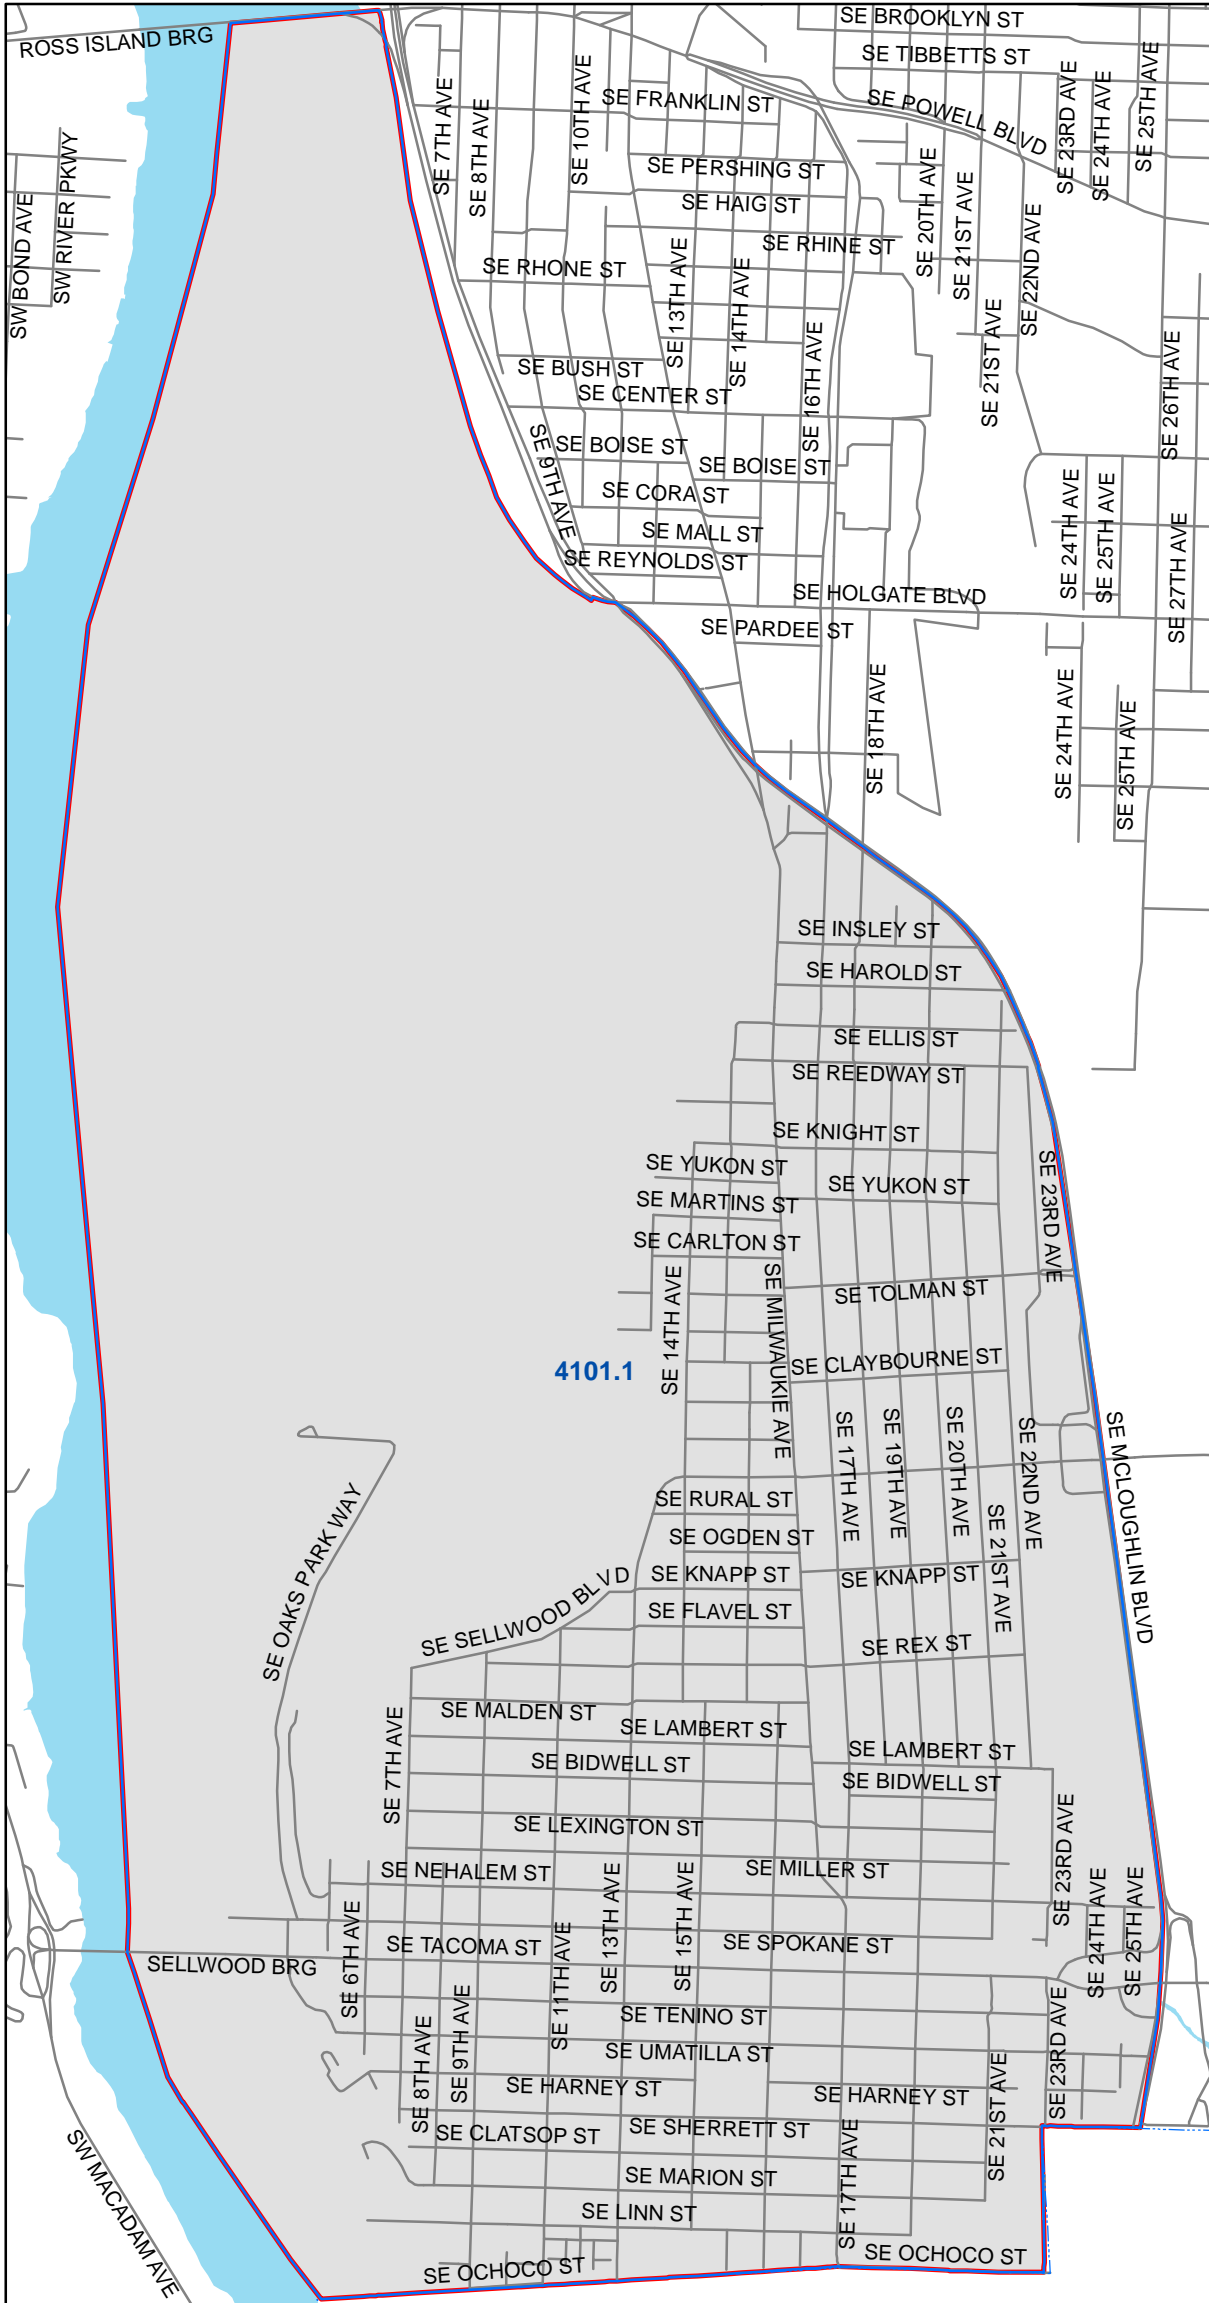 SE BROOKLYN ST
ROSS ISLAND BRG
SE TIBBETTS ST
SE 25TH AVE
SE 23RD AVE
SE 24TH AVE
SE FRANKLIN ST
SE POWELL BLVD
SE 7TH AVE
SE 8TH AVE
SE 10TH AVE
SE PERSHING ST
SE HAIG ST
SE RHINE ST
SE 20TH AVE
SE 21ST AVE
SE 22ND AVE
SW BOND AVE
SW RIVER PKWY
SE RHONE ST
SE 13TH AVE
SE 14TH AVE
SE 16TH AVE
SE 21ST AVE
SE 26TH AVE
SE BUSH ST
SE CENTER ST
SE 9TH AVE
SE BOISE ST
SE BOISE ST
SE CORA ST
SE MALL ST
SE REYNOLDS ST
SE 24TH AVE
SE 25TH AVE
SE 27TH AVE
SE HOLGATE BLVD
SE PARDEE ST
SE 18TH AVE
SE 24TH AVE
SE 25TH AVE
SE INSLEY ST
SE HAROLD ST
SE ELLIS ST
SE REEDWAY ST
SE KNIGHT ST
SE YUKON ST
SE YUKON ST
SE 23RD AVE
SE MARTINS ST
SE CARLTON ST
SE TOLMAN ST
SE 14TH AVE
SE MILWAUKIE AVE
4101.1
SE CLAYBOURNE ST
SE 17TH AVE
SE 19TH AVE
SE 20TH AVE
SE 22ND AVE
SE MCLOUGHLIN BLVD
SE RURAL ST
SE 21ST AVE
SE OGDEN ST
SE OAKS PARK WAY
SE SELLWOOD BLVD
SE KNAPP ST
SE KNAPP ST
SE FLAVEL ST
SE REX ST
SE MALDEN ST
SE LAMBERT ST
SE LAMBERT ST
SE 7TH AVE
SE BIDWELL ST
SE BIDWELL ST
SE LEXINGTON ST
SE 23RD AVE
SE NEHALEM ST
SE MILLER ST
SE 13TH AVE
SE 15TH AVE
SE 24TH AVE
SE 25TH AVE
SE 6TH AVE
SE TACOMA ST
SE 11TH AVE
SE SPOKANE ST
SELLWOOD BRG
SE TENINO ST
SE 8TH AVE
SE 9TH AVE
SE UMATILLA ST
SE 23RD AVE
SE 21ST AVE
SE HARNEY ST
SE HARNEY ST
SE SHERRETT ST
SE CLATSOP ST
SE 17TH AVE
SW MACADAM AVE
SE MARION ST
SE LINN ST
SE OCHOCO ST
SE OCHOCO ST